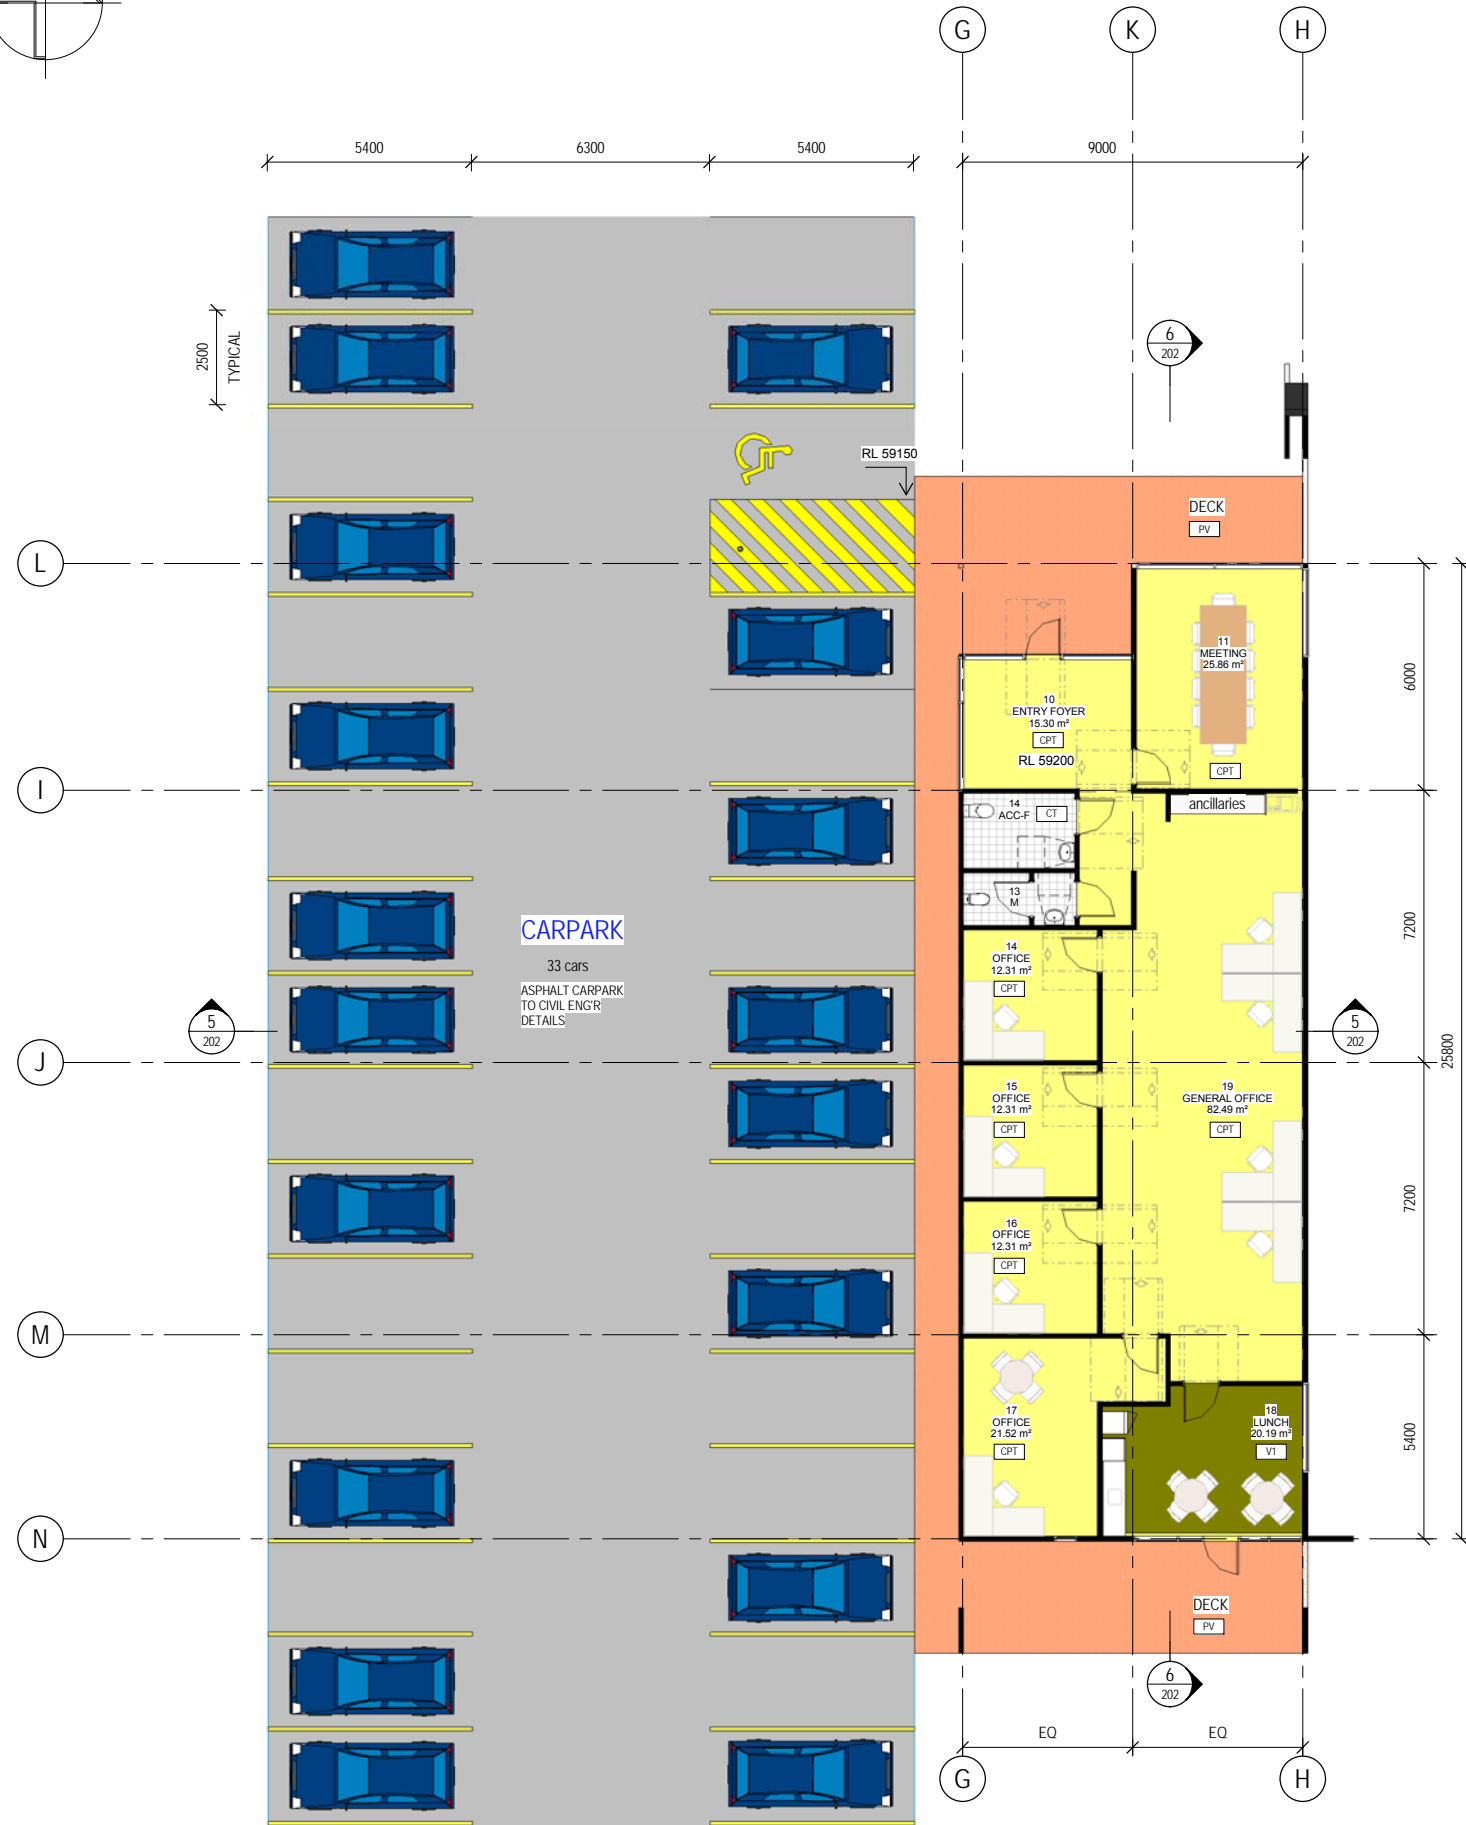 G
K
H
5400
6300
5400
9000
2500
TYPICAL
6
202
RL 59150
DECK
PV
L
11
MEETING
25.86 m²
CPT
6000
10
ENTRY FOYER
15.30 m²
CPT
RL 59200
I
ancillaries
14
ACC-F
CT
13
M
CARPARK
33 cars
ASPHALT CARPARK
TO CIVIL ENG'R
DETAILS
7200
14
OFFICE
12.31 m²
CPT
5
202
5
202
J
25800
15
OFFICE
12.31 m²
CPT
19
GENERAL OFFICE
82.49 m²
CPT
7200
16
OFFICE
12.31 m²
CPT
M
17
OFFICE
21.52 m²
CPT
18
LUNCH
20.19 m²
V1
5400
N
DECK
PV
6
202
EQ
EQ
G
H